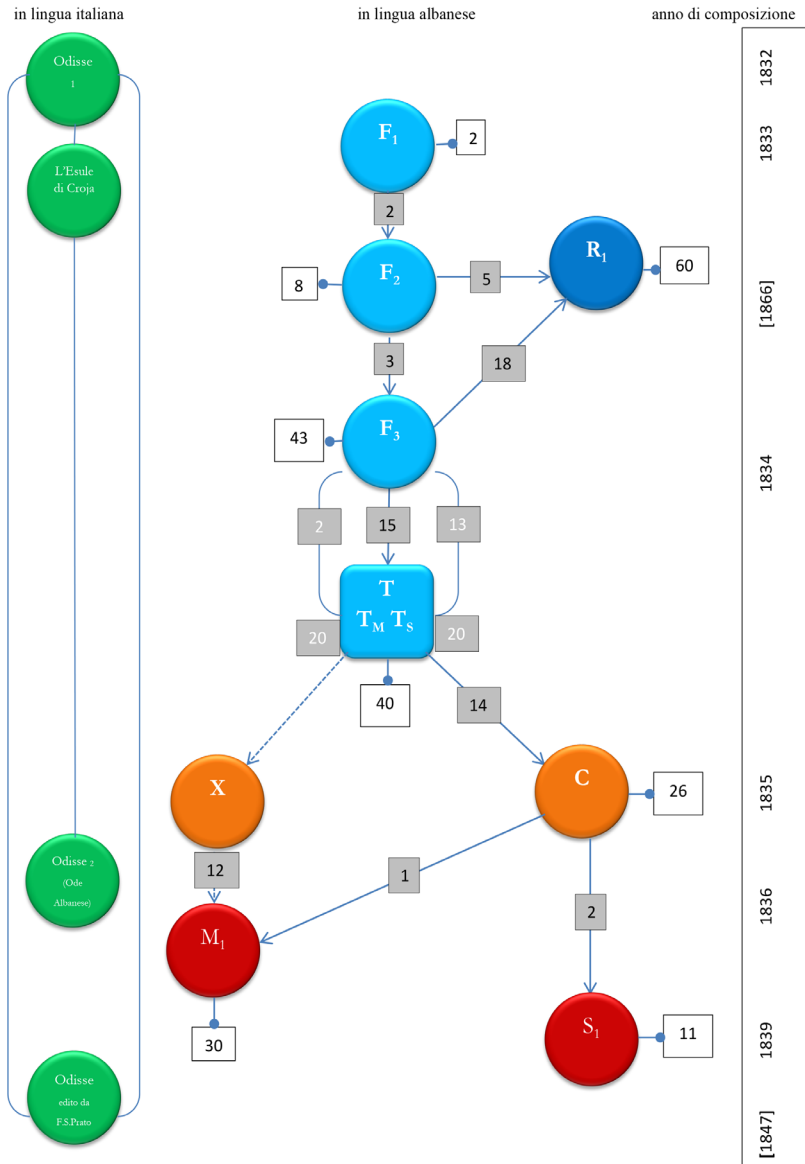 in lingua italiana
in lingua albanese
anno di composizione
Odisse
1
L'Esule
di Croja
Odisse 2
(Ode
Albanese)
Odisse
edito da
F.S.Prato
F1
2
2
F2
8
5
R1
60
3
18
F3
43
2
15
13
T
TM TS
20
20
40
14
X
C
26
12
1
2
M1
30
S1
11
1832
1833
[1866]
1834
1835
1836
1839
[1847]